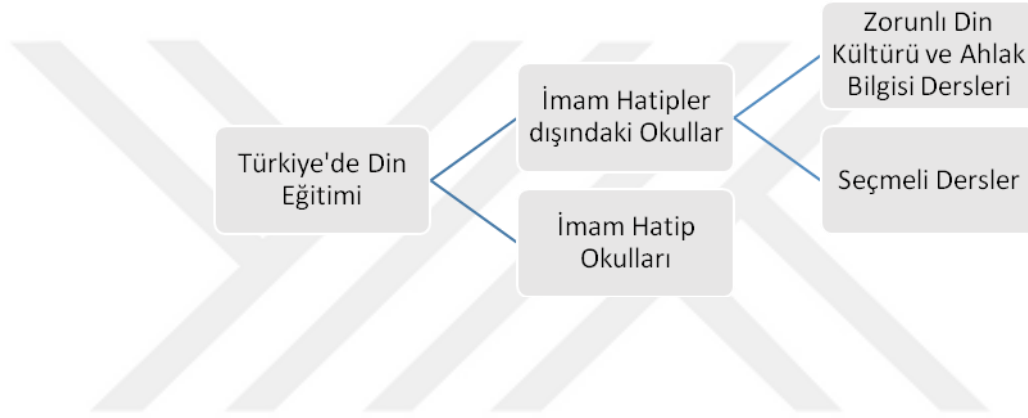 Türkiye'de Din
Eğitimi
İmam Hatipler
dışındaki Okullar
Zorunlı Din
Kültürü ve Ahlak
Bilgisi Dersleri
Seçmeli Dersler
İmam Hatip
Okulları